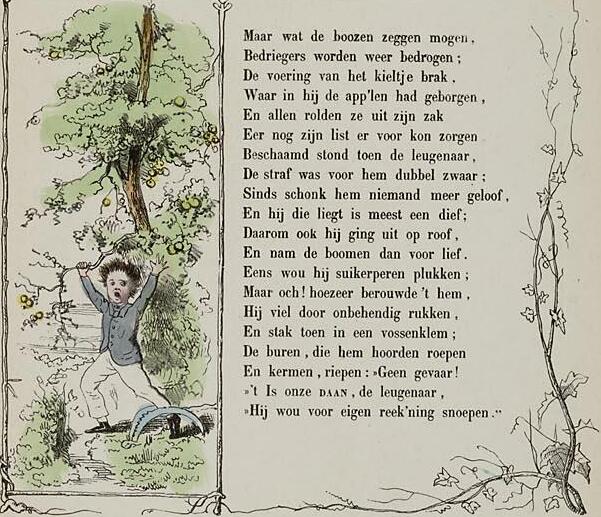 Maar wat de boozen zeggen mogen,
Bedriegers worden weer bedrogen;
De voering van het kieltje brak,
Waar in hij de app'len had geborgen,
En allen rolden ze uit zijn zak
Eer nog zijn list er voor kon zorgen
Beschaamd stond toen de leugenaar,
De straf was voor hem dubbel zwaar;
Sinds schonk hem niemand meer geloof,
En hij die liegt is meest een dief;
Daarom ook hij ging uit op roof,
En nam de boomen dan voor lief.
Eens wou hij suikerperen plukken;
Maar och! hoezeer berouwde 't hem,
Hij viel door onbehendig rukken,
En stak toen in een vossenklem;
De buren, die hem hoorden roepen
En kermen, riepen: »Geen gevaar!
»'t Is onze DAAN, de leugenaar,
»Hij wou voor eigen reek'ning snoepen.“